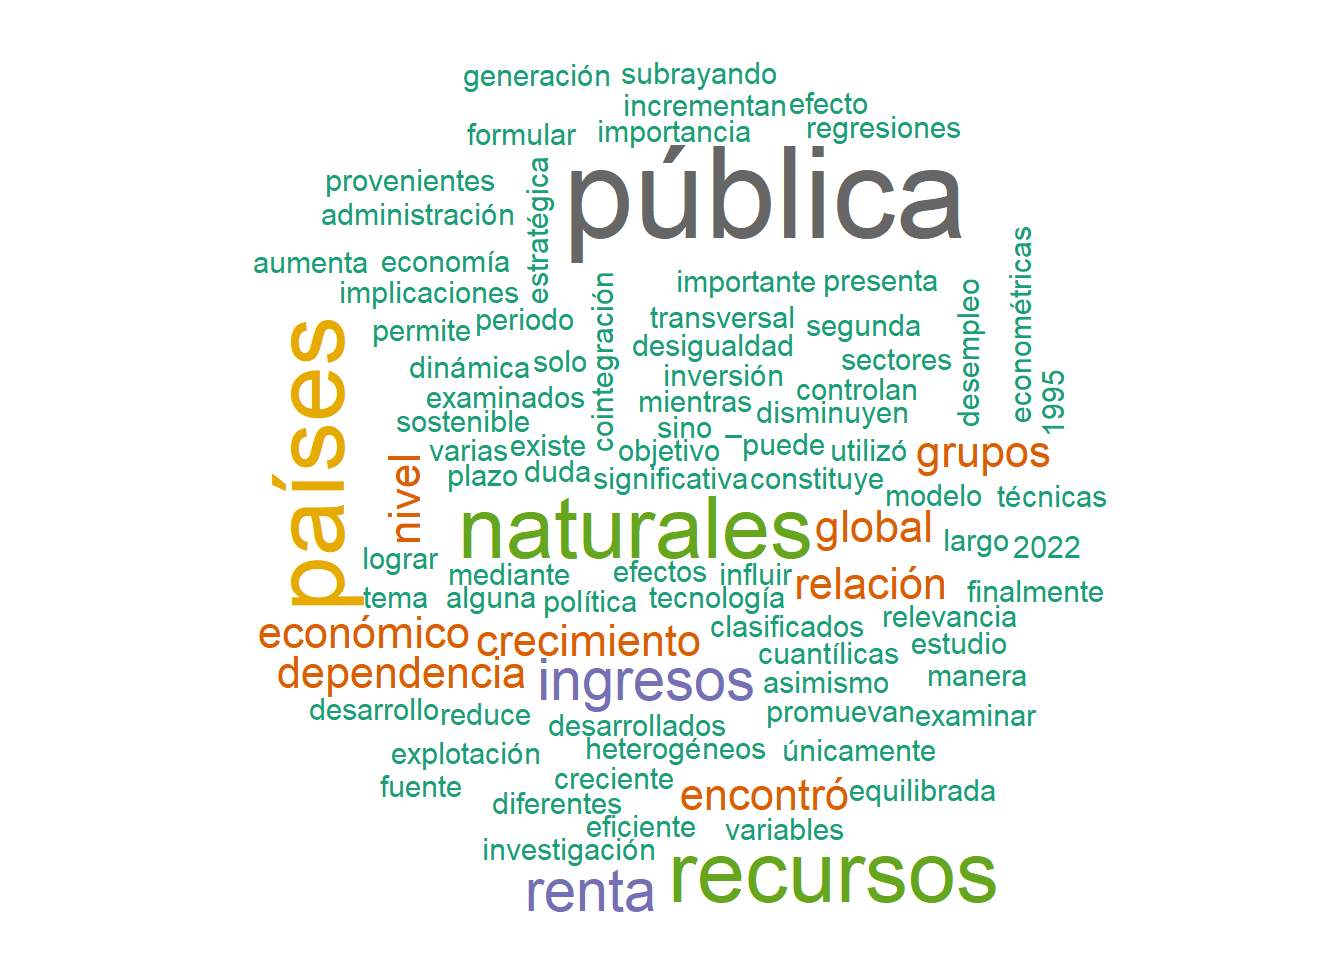 generación subrayando
incrementan efecto
formular importancia regresiones
pública
provenientes
estratégica
administración
aumenta economía
implicaciones
importante presenta
países
permite periodo
cointegración
transversal segunda
desempleo
econométricas
1995
desigualdad
dinámica solo
sectores
inversión
controlan
examinados
mientras
disminuyen
sostenible
sino _
varias existe
objetivo puede utilizó
grupos
nivel
plazo duda
significativa constituye
modelo técnicas
naturales
global
largo 2022
lograr
mediante efectos influir
relación
finalmente
tema alguna política tecnología
relevancia
económico crecimiento
clasificados
estudio
cuantílicas
dependencia
ingresos
asimismo
manera
desarrollo reduce
promuevan examinar
desarrollados
heterogéneos únicamente
explotación
creciente
fuente
encontró
equilibrada
diferentes
eficiente variables
investigación
recursos
renta